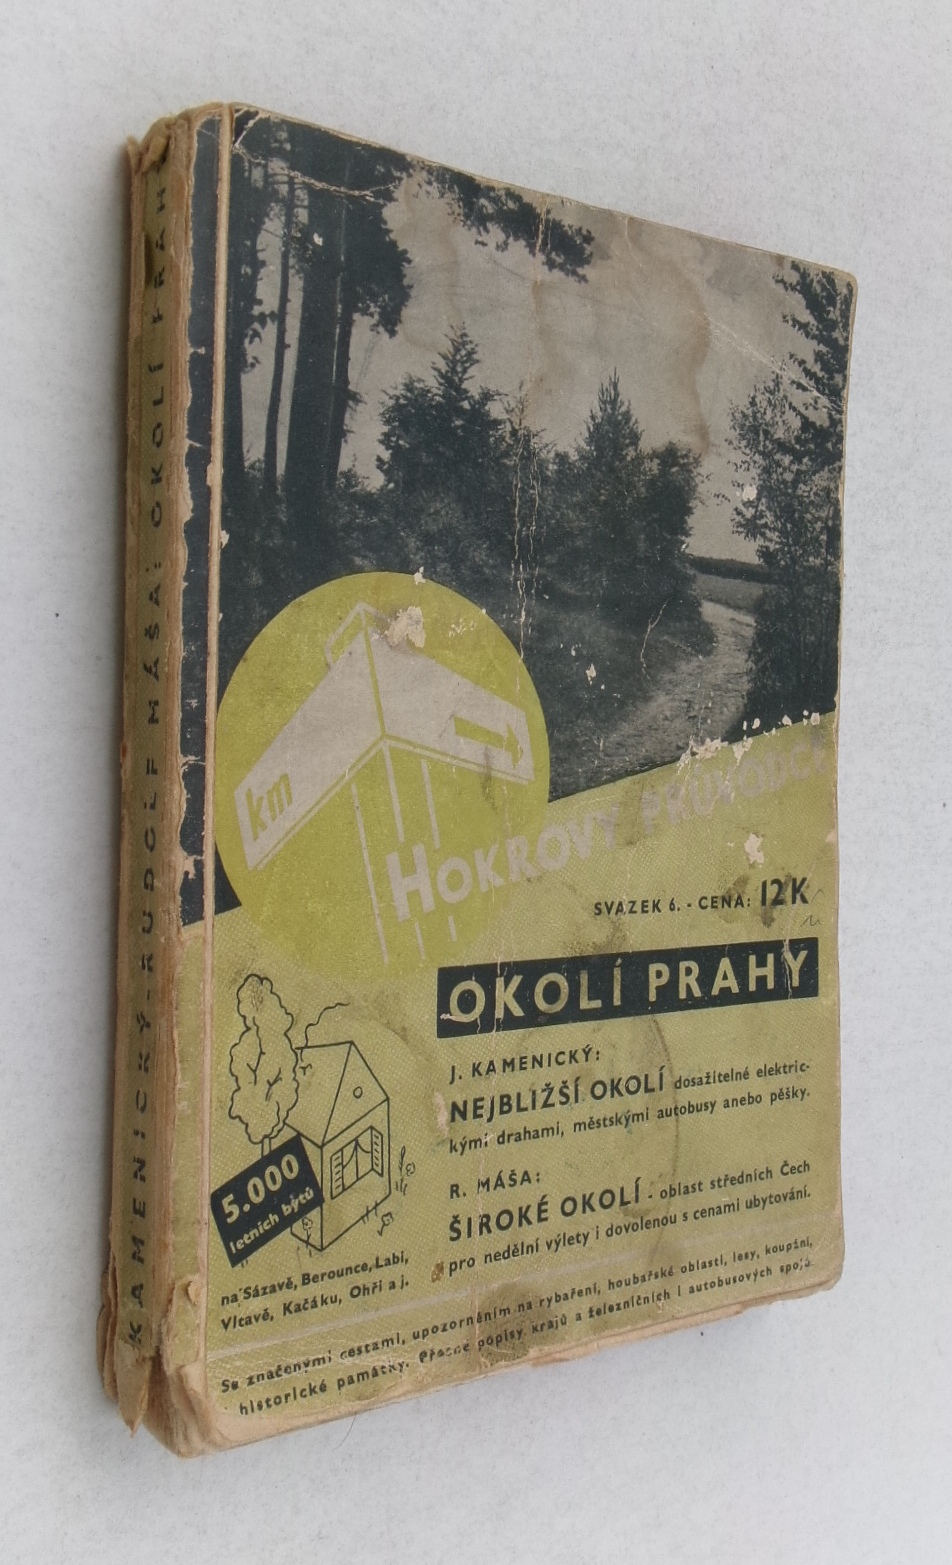 KAMENICKÝ-RUDOLF MÁŠA: OKOLÍ PRAH
km
HOKROVY PRŮVODCE
SVAZEK 6. - CENA: 12K
OKOLÍ PRAHY
J. KAMENICKÝ:
NEJBLIŽŠÍ OKOLÍ dosažitelné elektric-
kými drahami, městskými autobusy anebo pěšky.
R. MÁŠA:
ŠIROKÉ OKOLÍ - oblast středních Čech
pro nedělní výlety i dovolenou s cenami ubytování.
5.000
letních bytů
na Sázavě, Berounce, Labi,
Vltavě, Kačáku, Ohři a j.
Se značenými cestami, upozorněním na rybaření, houbařské oblasti, lesy, koupání,
historické památky. Přesné popisy krajů a železničních i autobusových spojů.